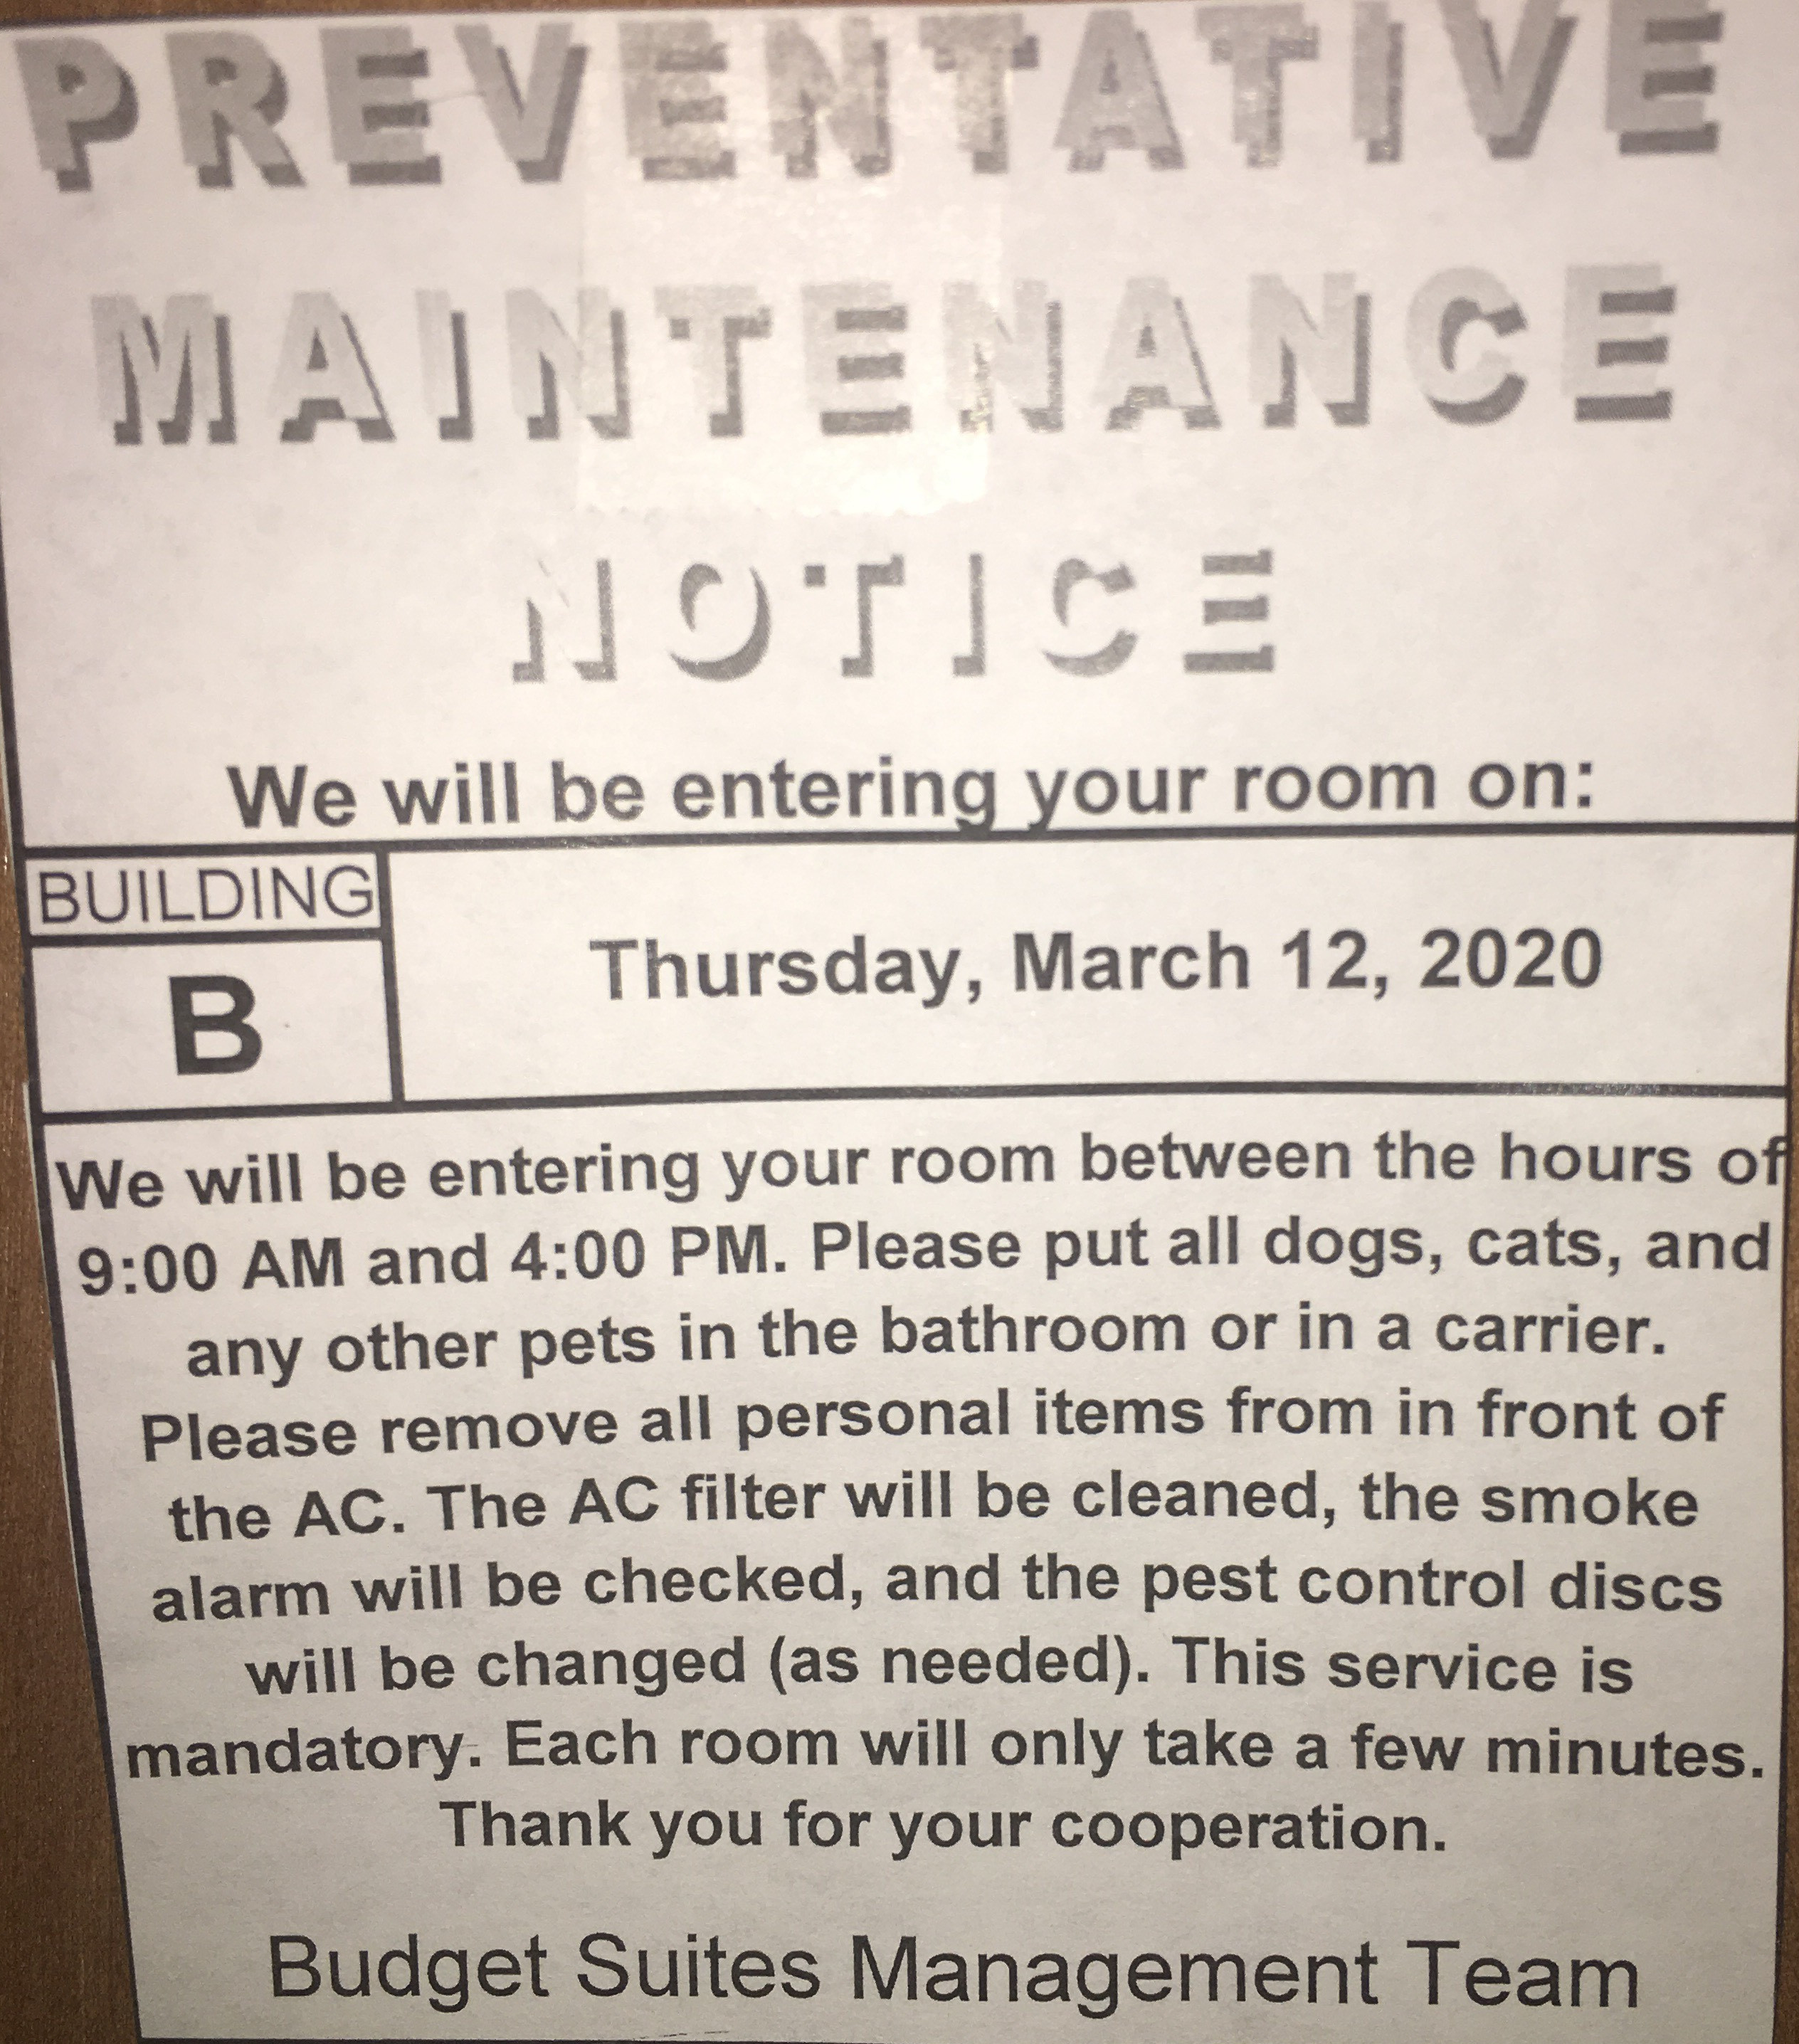 PREVENTATIVE
MAINTENANCE
NOTICE
We will be entering your room on:
BUILDING
B
Thursday, March 12, 2020
We will be entering your room between the hours of
9:00 AM and 4:00 PM. Please put all dogs, cats, and
any other pets in the bathroom or in a carrier.
Please remove all personal items from in front of
the AC. The AC filter will be cleaned, the smoke
alarm will be checked, and the pest control discs
will be changed (as needed). This service is
mandatory. Each room will only take a few minutes.
Thank you for your cooperation.
Budget Suites Management Team